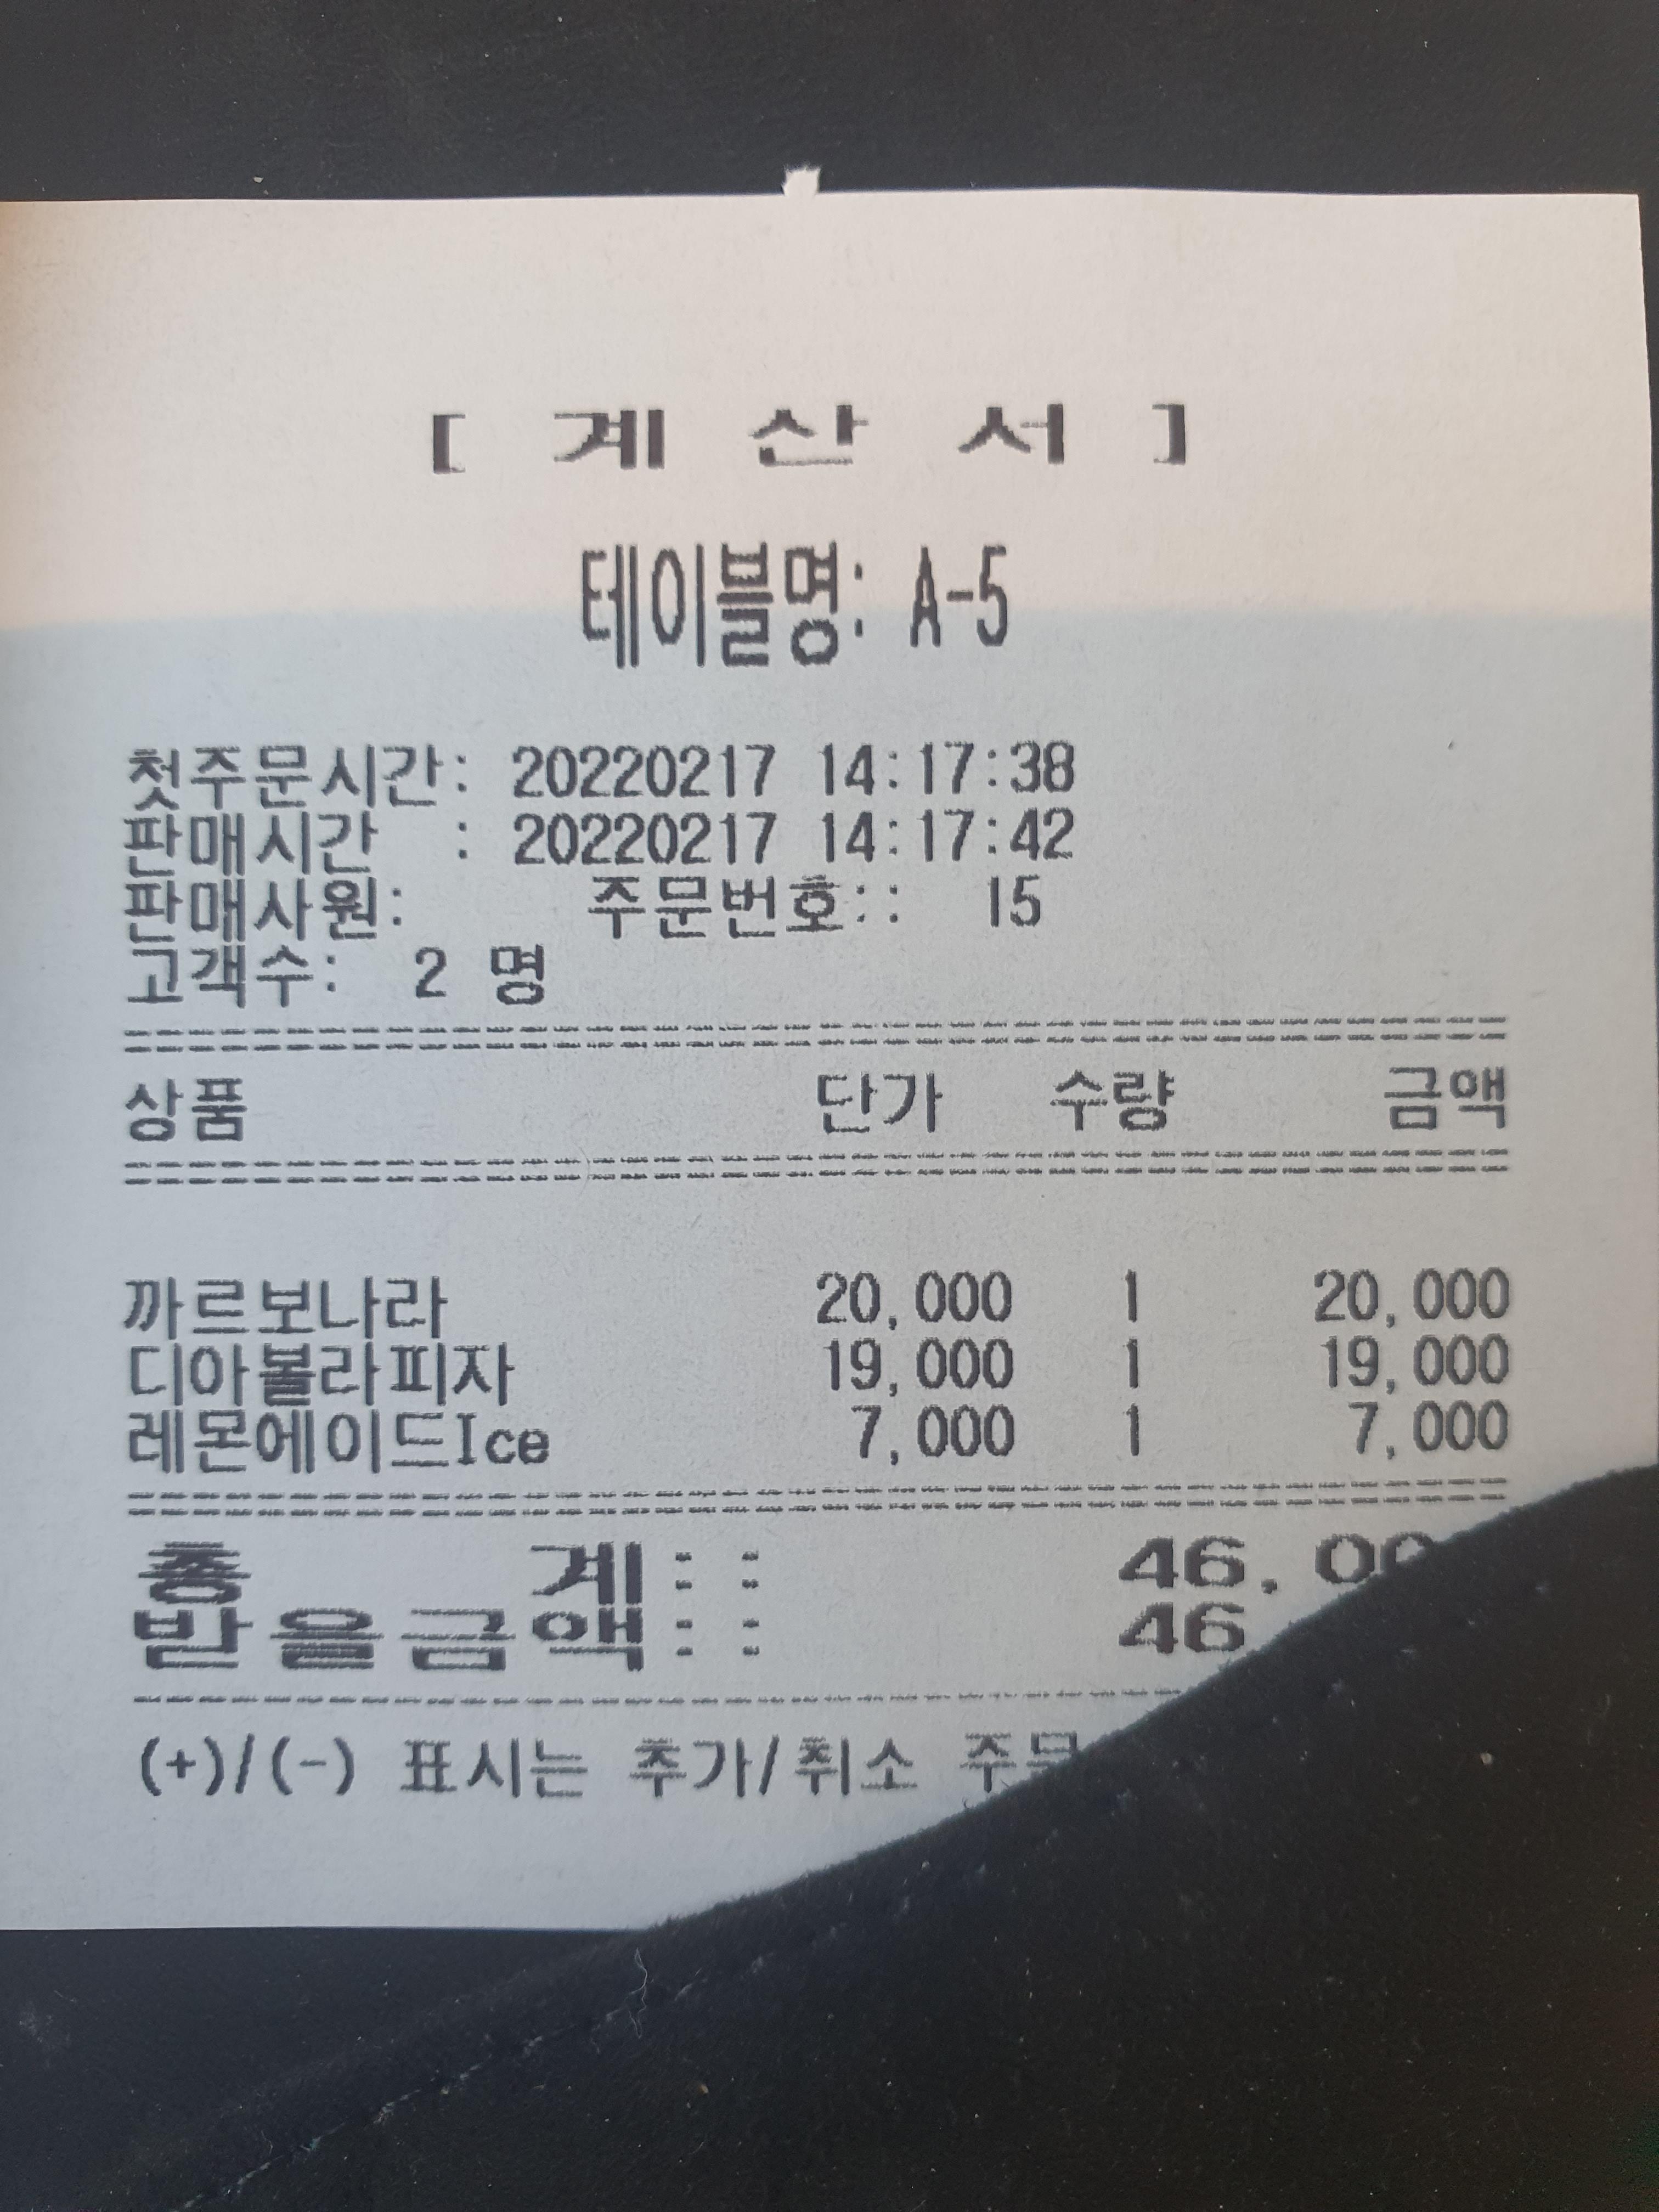 [ 계 산 서 ]
테이블명: A-5
첫주문시간: 20220217 14:17:38
판매시간 : 20220217 14:17:42
판매사원: 주문번호:: 15
고객수: 2 명
상품 단가 수량 금액
까르보나라 20,000 1 20,000
디아볼라피자 19,000 1 19,000
레몬에이드Ice 7,000 1 7,000
총 계::
받을금액:: 46
(+)/(-) 표시는 추가/취소